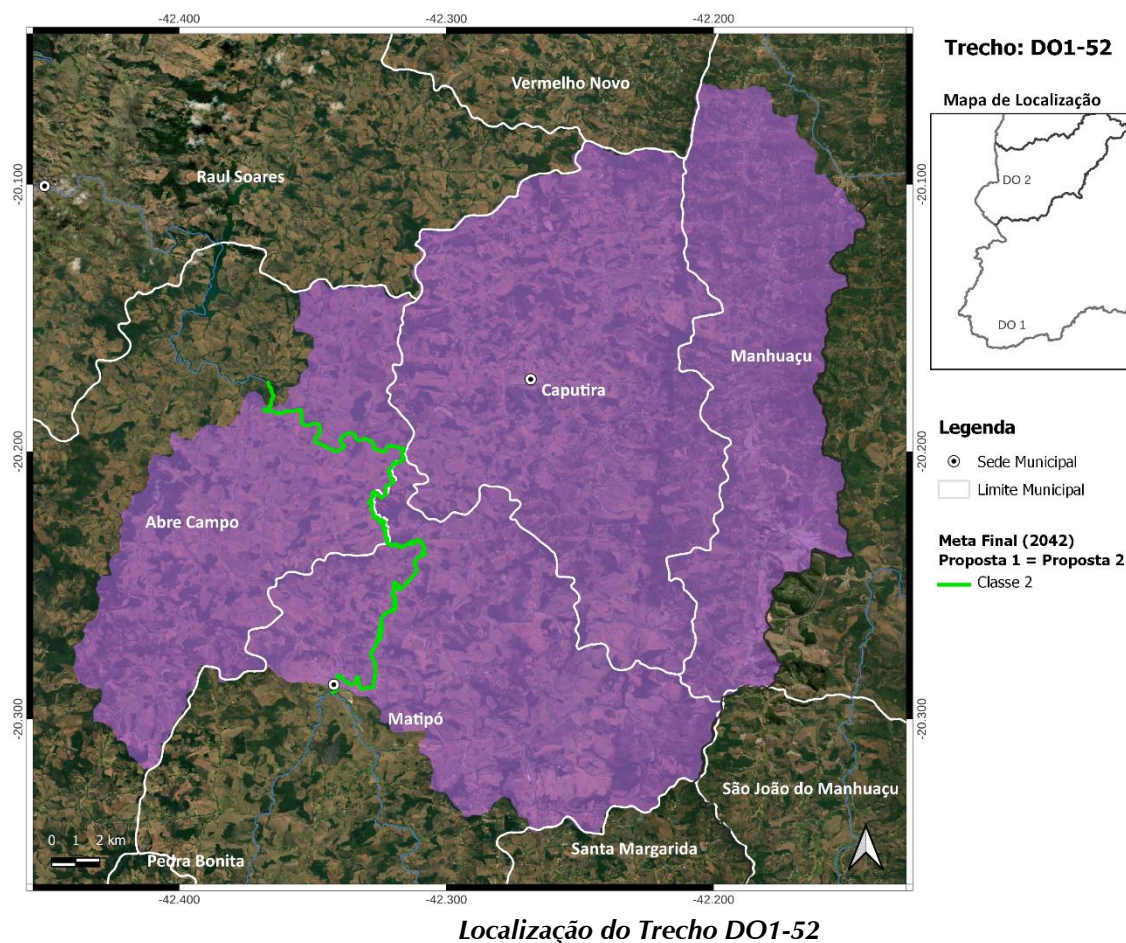 -42.400
-42.300
-42.200
Trecho: DO1-52
Mapa de Localização
DO 2
DO 1
Legenda
Sede Municipal
Limite Municipal
Meta Final (2042)
Proposta 1 = Proposta 2
Classe 2
Vermelho Novo
-20.100
-20.100
Raul Soares
Manhuaçu
Caputira
-20.200
-20.200
Abre Campo
-20.300
-20.300
Matipó
São João do Manhuaçu
0 1 2 km
Santa Margarida
Pedra Bonita
-42.400
-42.300
-42.200
Localização do Trecho DO1-52